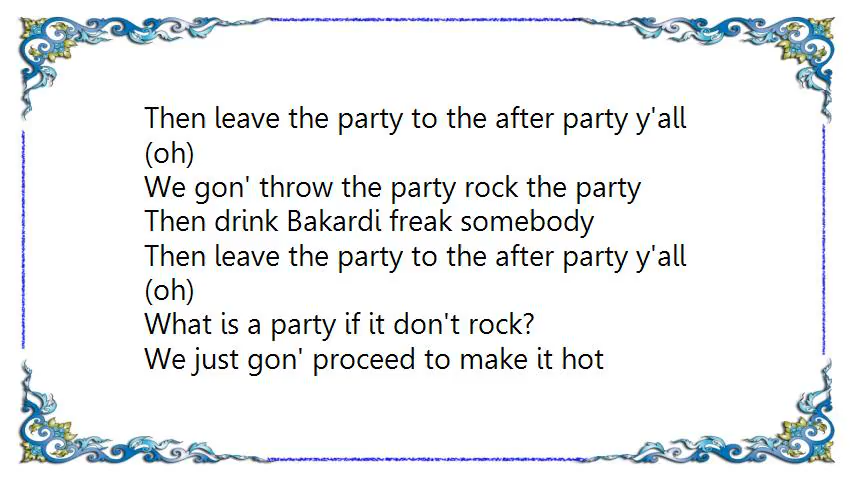 Then leave the party to the after party y'all
(oh)
We gon' throw the party rock the party
Then drink Bakardi freak somebody
Then leave the party to the after party y'all
(oh)
What is a party if it don't rock?
We just gon' proceed to make it hot